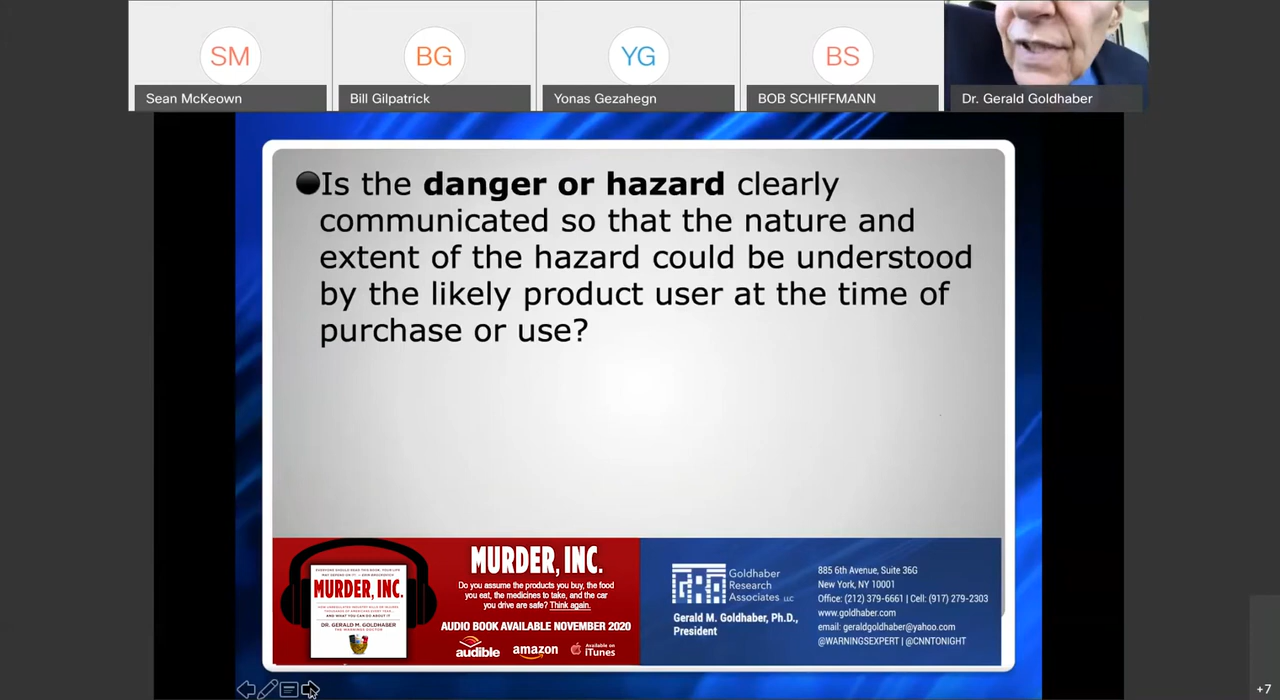 SM
BG
YG
BS
Sean McKeown
Bill Gilpatrick
Yonas Gezahegn
BOB SCHIFFMANN
Dr. Gerald Goldhaber
Is the danger or hazard clearly
communicated so that the nature and
extent of the hazard could be understood
by the likely product user at the time of
purchase or use?
MURDER, INC.
DR. GERALD M. GOLDHABER
MURDER, INC.
Do you assume the products you buy, the food
you eat, the medicines to take, and the car
you drive are safe? Think again.
AUDIO BOOK AVAILABLE NOVEMBER 2020
audible
amazon
Available on
iTunes
Goldhaber
Research
Associates LLC
Gerald M. Goldhaber, Ph.D.,
President
885 6th Avenue, Suite 36G
New York, NY 10001
Office: (212) 379-6661 | Cell: (917) 279-2303
www.goldhaber.com
email: geraldgoldhaber@yahoo.com
@WARNINGSEXPERT | @CNNTONIGHT
+7